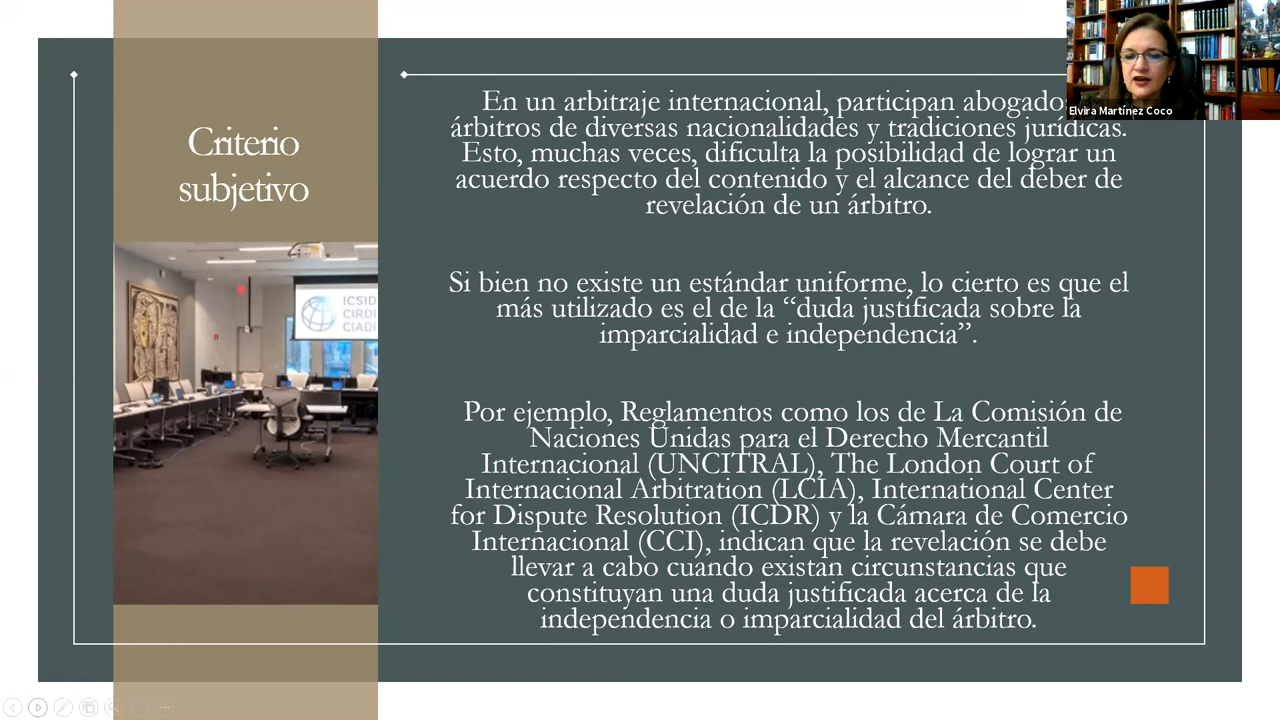 Criterio
subjetivo
ICSID
CIRDI
CIADI
En un arbitraje internacional, participan abogado
árbitros de diversas nacionalidades y tradiciones jurídicas.
Esto, muchas veces, dificulta la posibilidad de lograr un
acuerdo respecto del contenido y el alcance del deber de
revelación de un árbitro.
Si bien no existe un estándar uniforme, lo cierto es que el
más utilizado es el de la “duda justificada sobre la
imparcialidad e independencia”.
Por ejemplo, Reglamentos como los de La Comisión de
Naciones Unidas para el Derecho Mercantil
Internacional (UNCITRAL), The London Court of
Internacional Arbitration (LCIA), International Center
for Dispute Resolution (ICDR) y la Cámara de Comercio
Internacional (CCI), indican que la revelación se debe
llevar a cabo cuando existan circunstancias que
constituyan una duda justificada acerca de la
independencia o imparcialidad del árbitro.
Elvira Martínez Coco